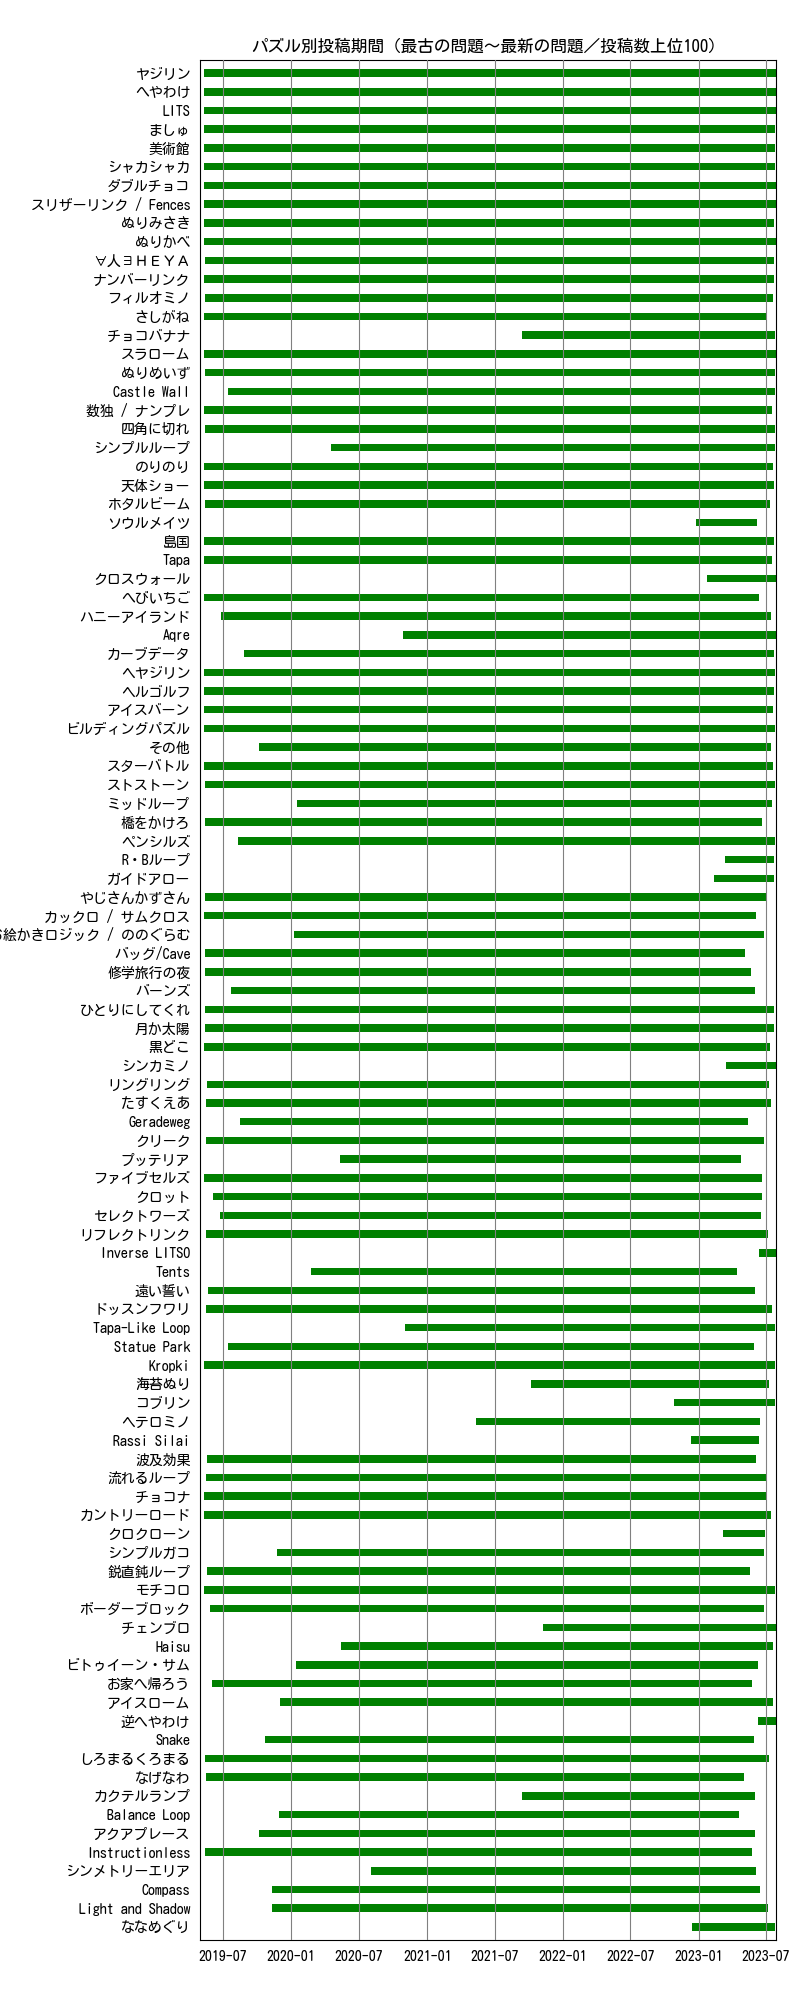 パズル別投稿期間（最古の問題～最新の問題／投稿数上位100）
ヤジリン
へやわけ
LITS
ましゅ
美術館
シャカシャカ
ダブルチョコ
スリザーリンク / Fences
ぬりみさき
ぬりかべ
∀人ヨＨＥＹＡ
ナンバーリンク
フィルオミノ
さしがね
チョコバナナ
スラローム
ぬりめいず
Castle Wall
数独 / ナンプレ
四角に切れ
シンプルループ
のりのり
天体ショー
ホタルビーム
ソウルメイツ
島国
Tapa
クロスウォール
へびいちご
ハニーアイランド
Aqre
カーブデータ
ヘヤジリン
ヘルゴルフ
アイスバーン
ビルディングパズル
その他
スターバトル
ストストーン
ミッドループ
橋をかけろ
ペンシルズ
R・Bループ
ガイドアロー
やじさんかずさん
カックロ / サムクロス
絵かきロジック / ののぐらむ
バッグ/Cave
修学旅行の夜
バーンズ
ひとりにしてくれ
月か太陽
黒どこ
シンカミノ
リングリング
たすくえあ
Geradeweg
クリーク
プッテリア
ファイブセルズ
クロット
セレクトワーズ
リフレクトリンク
Inverse LITSO
Tents
遠い誓い
ドッスンフワリ
Tapa-Like Loop
Statue Park
Kropki
海苔ぬり
コブリン
ヘテロミノ
Rassi Silai
波及効果
流れるループ
チョコナ
カントリーロード
クロクローン
シンプルガコ
鋭直鈍ループ
モチコロ
ボーダーブロック
チェンブロ
Haisu
ビトゥイーン・サム
お家へ帰ろう
アイスローム
逆へやわけ
Snake
しろまるくろまる
なげなわ
カクテルランプ
Balance Loop
アクアプレース
Instructionless
シンメトリーエリア
Compass
Light and Shadow
ななめぐり
2019-07 2020-01 2020-07 2021-01 2021-07 2022-01 2022-07 2023-01 2023-07